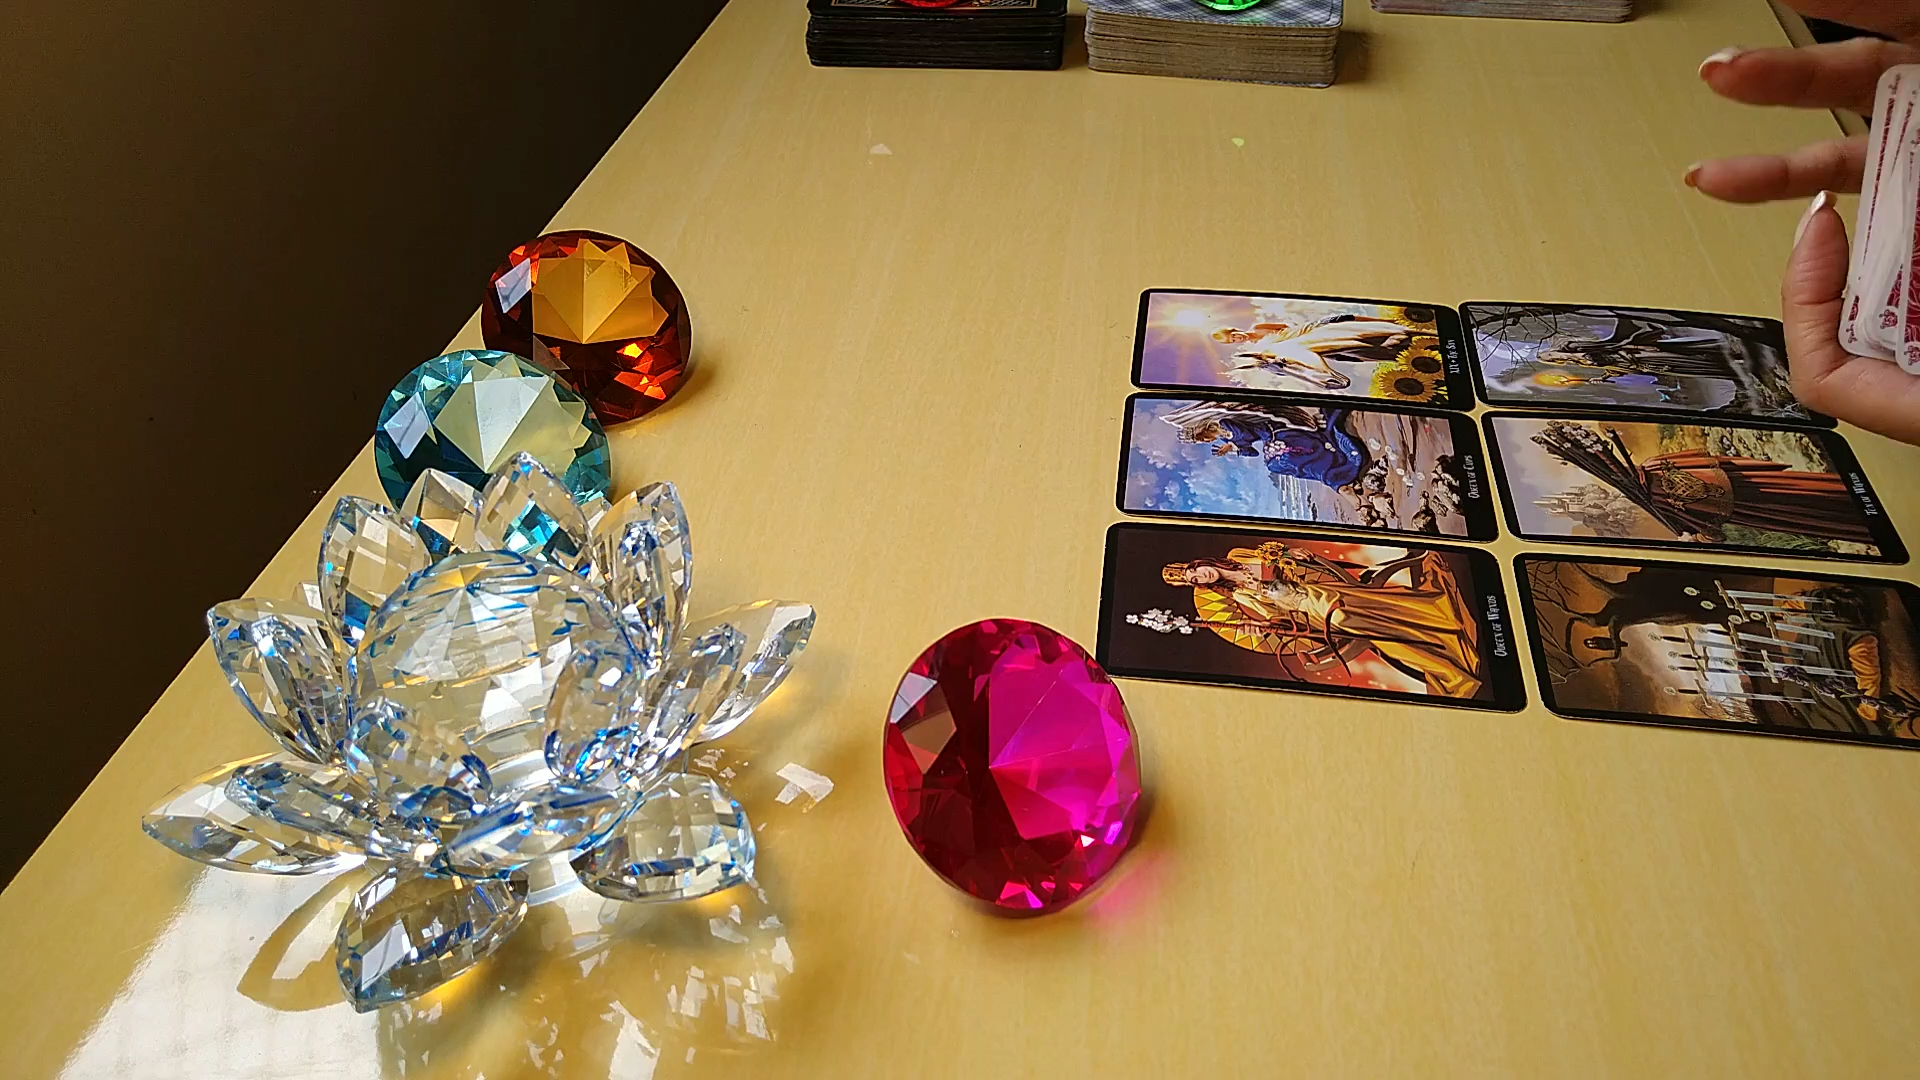 XIX • The Sun
Queen of Cups
Ten of Wands
Queen of Wands